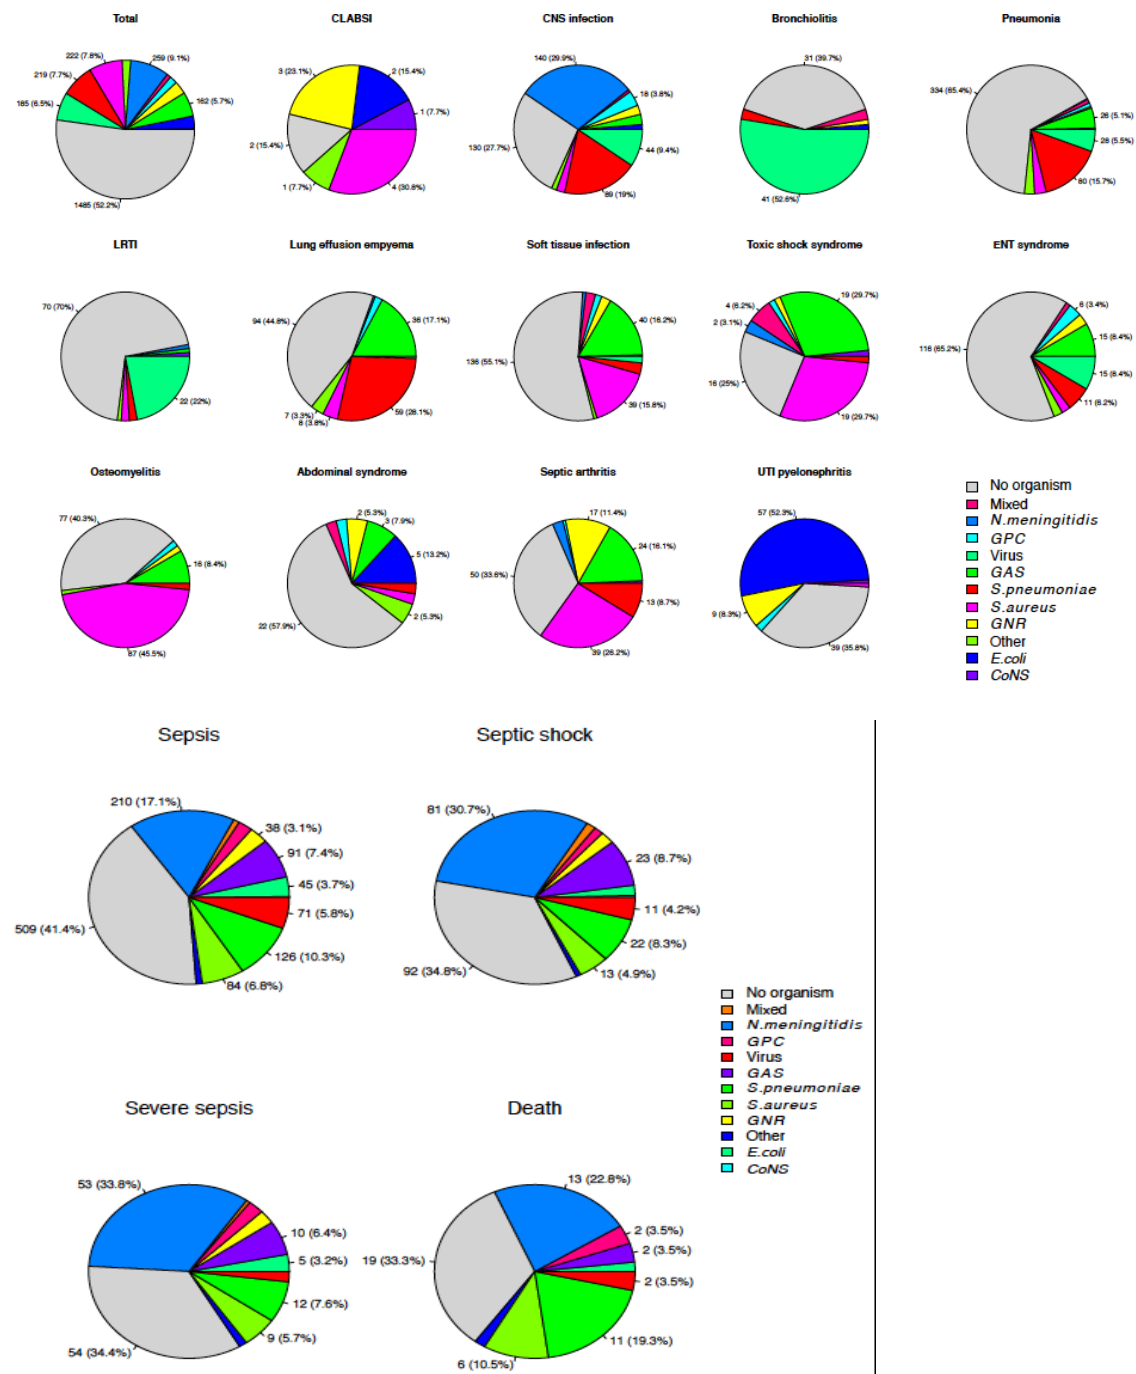 Total
CLABSI
CNS infection
Bronchiolitis
Pneumonia
222 (7.8%)
259 (9.1%)
219 (7.7%)
185 (6.5%)
162 (5.7%)
1485 (52.2%)
3 (23.1%)
2 (15.4%)
1 (7.7%)
2 (15.4%)
1 (7.7%)
4 (30.8%)
140 (29.9%)
18 (3.8%)
130 (27.7%)
44 (9.4%)
89 (19%)
31 (39.7%)
41 (52.6%)
334 (65.4%)
26 (5.1%)
28 (5.5%)
80 (15.7%)
LRTI
Lung effusion empyema
Soft tissue infection
Toxic shock syndrome
ENT syndrome
70 (70%)
22 (22%)
94 (44.8%)
36 (17.1%)
7 (3.3%)
8 (3.8%)
59 (28.1%)
136 (55.1%)
40 (16.2%)
39 (15.8%)
4 (6.2%)
2 (3.1%)
19 (29.7%)
16 (25%)
19 (29.7%)
116 (65.2%)
6 (3.4%)
15 (8.4%)
15 (8.4%)
11 (6.2%)
Osteomyelitis
Abdominal syndrome
Septic arthritis
UTI pyelonephritis
77 (40.3%)
16 (8.4%)
87 (45.5%)
2 (5.3%)
3 (7.9%)
5 (13.2%)
22 (57.9%)
2 (5.3%)
17 (11.4%)
24 (16.1%)
50 (33.6%)
13 (8.7%)
39 (26.2%)
57 (52.3%)
9 (8.3%)
39 (35.8%)
No organism
Mixed
N.meningitidis
GPC
Virus
GAS
S.pneumoniae
S.aureus
GNR
Other
E.coli
CoNS
Sepsis
Septic shock
210 (17.1%)
38 (3.1%)
91 (7.4%)
45 (3.7%)
71 (5.8%)
509 (41.4%)
126 (10.3%)
84 (6.8%)
81 (30.7%)
23 (8.7%)
11 (4.2%)
22 (8.3%)
92 (34.8%)
13 (4.9%)
No organism
Mixed
N.meningitidis
GPC
Virus
GAS
S.pneumoniae
S.aureus
GNR
Other
E.coli
CoNS
Severe sepsis
Death
53 (33.8%)
10 (6.4%)
5 (3.2%)
12 (7.6%)
9 (5.7%)
54 (34.4%)
13 (22.8%)
2 (3.5%)
2 (3.5%)
19 (33.3%)
2 (3.5%)
11 (19.3%)
6 (10.5%)